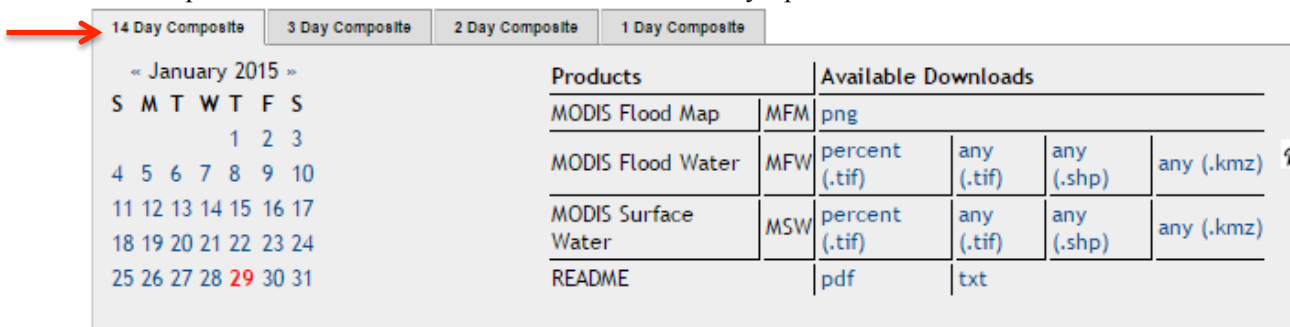 14 Day Composite 3 Day Composite 2 Day Composite 1 Day Composite
« January 2015 »
S M T W T F S
1 2 3
4 5 6 7 8 9 10
11 12 13 14 15 16 17
18 19 20 21 22 23 24
25 26 27 28 29 30 31
Products Available Downloads
MODIS Flood Map MFM png
MODIS Flood Water MFW percent (.tif) any (.tif) any (.shp) any (.kmz)
MODIS Surface Water MSW percent (.tif) any (.tif) any (.shp) any (.kmz)
README pdf txt